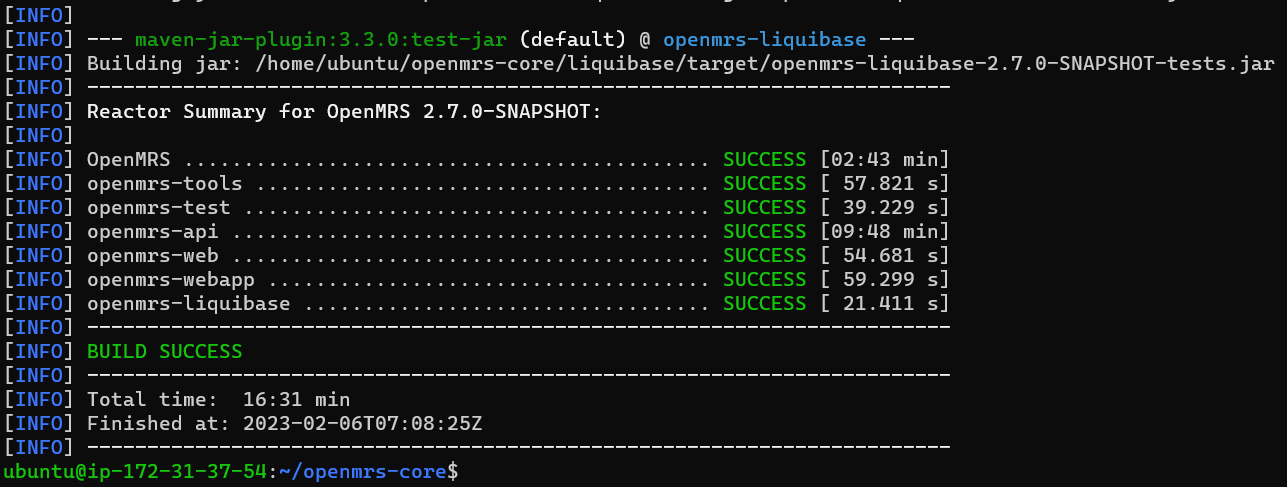 [INFO]
[INFO] --- maven-jar-plugin:3.3.0:test-jar (default) @ openmrs-liquibase ---
[INFO] Building jar: /home/ubuntu/openmrs-core/liquibase/target/openmrs-liquibase-2.7.0-SNAPSHOT-tests.jar
[INFO] ------------------------------------------------------------------------
[INFO] Reactor Summary for OpenMRS 2.7.0-SNAPSHOT:
[INFO]
[INFO] OpenMRS ............................................ SUCCESS [02:43 min]
[INFO] openmrs-tools ...................................... SUCCESS [ 57.821 s]
[INFO] openmrs-test ....................................... SUCCESS [ 39.229 s]
[INFO] openmrs-api ........................................ SUCCESS [09:48 min]
[INFO] openmrs-web ........................................ SUCCESS [ 54.681 s]
[INFO] openmrs-webapp ..................................... SUCCESS [ 59.299 s]
[INFO] openmrs-liquibase .................................. SUCCESS [ 21.411 s]
[INFO] ------------------------------------------------------------------------
[INFO] BUILD SUCCESS
[INFO] ------------------------------------------------------------------------
[INFO] Total time:  16:31 min
[INFO] Finished at: 2023-02-06T07:08:25Z
[INFO] ------------------------------------------------------------------------
ubuntu@ip-172-31-37-54:~/openmrs-core$